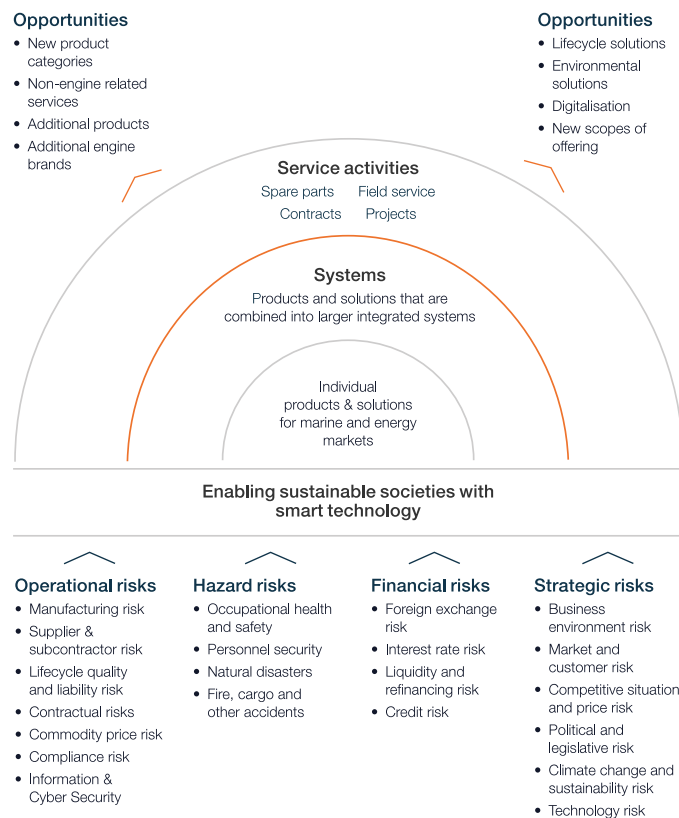 Opportunities
• New product
categories
• Non-engine related
services
• Additional products
• Additional engine
brands
Opportunities
• Lifecycle solutions
• Environmental
solutions
• Digitalisation
• New scopes of
offering
Service activities
Spare parts Field service
Contracts Projects
Systems
Products and solutions that are
combined into larger integrated systems
Individual
products & solutions
for marine and energy
markets
Enabling sustainable societies with
smart technology
Operational risks
• Manufacturing risk
• Supplier &
subcontractor risk
• Lifecycle quality
and liability risk
• Contractual risks
• Commodity price risk
• Compliance risk
• Information &
Cyber Security
Hazard risks
• Occupational health
and safety
• Personnel security
• Natural disasters
• Fire, cargo and
other accidents
Financial risks
• Foreign exchange
risk
• Interest rate risk
• Liquidity and
refinancing risk
• Credit risk
Strategic risks
• Business
environment risk
• Market and
customer risk
• Competitive situation
and price risk
• Political and
legislative risk
• Climate change and
sustainability risk
• Technology risk